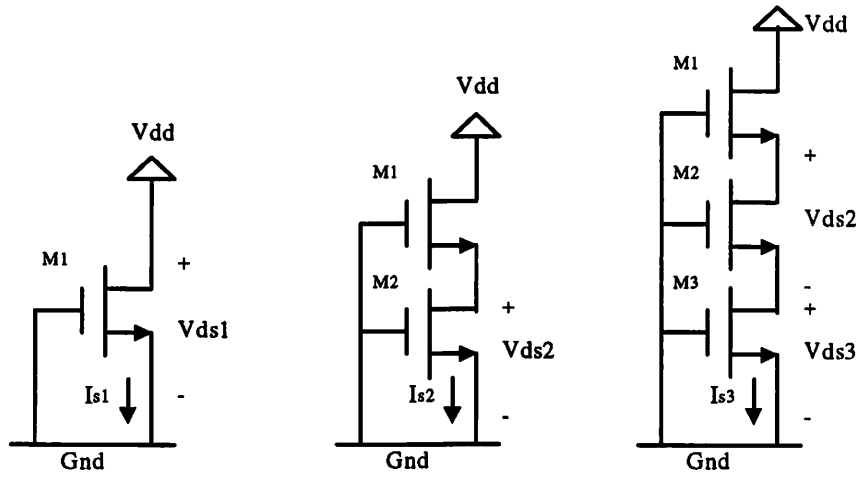 Vdd
M1
+
Vds1
Is1
-
Gnd
Vdd
M1
M2
+
Vds2
Is2
-
Gnd
Vdd
M1
+
M2
Vds2
-
M3
+
Vds3
Is3
-
Gnd